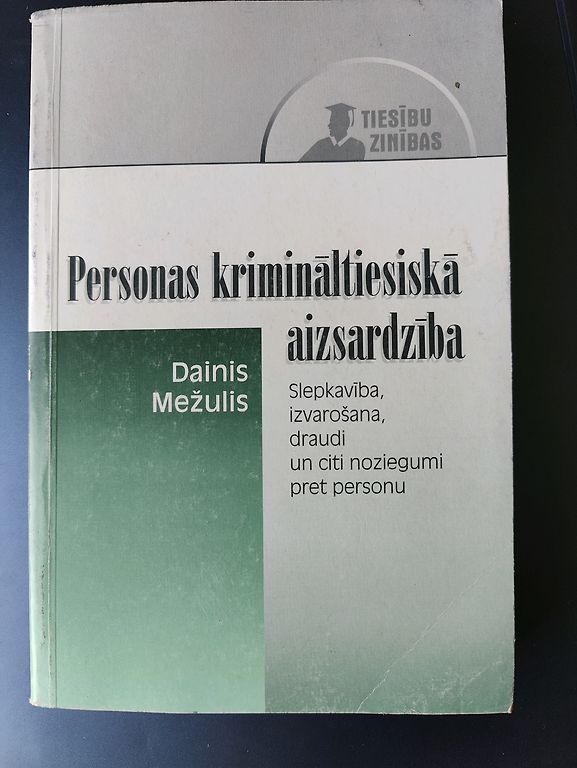 TIESĪBU
ZINĪBAS
Personas krimināltiesiskā
aizsardzība
Dainis
Mežulis
Slepkavība,
izvarošana,
draudi
un citi noziegumi
pret personu